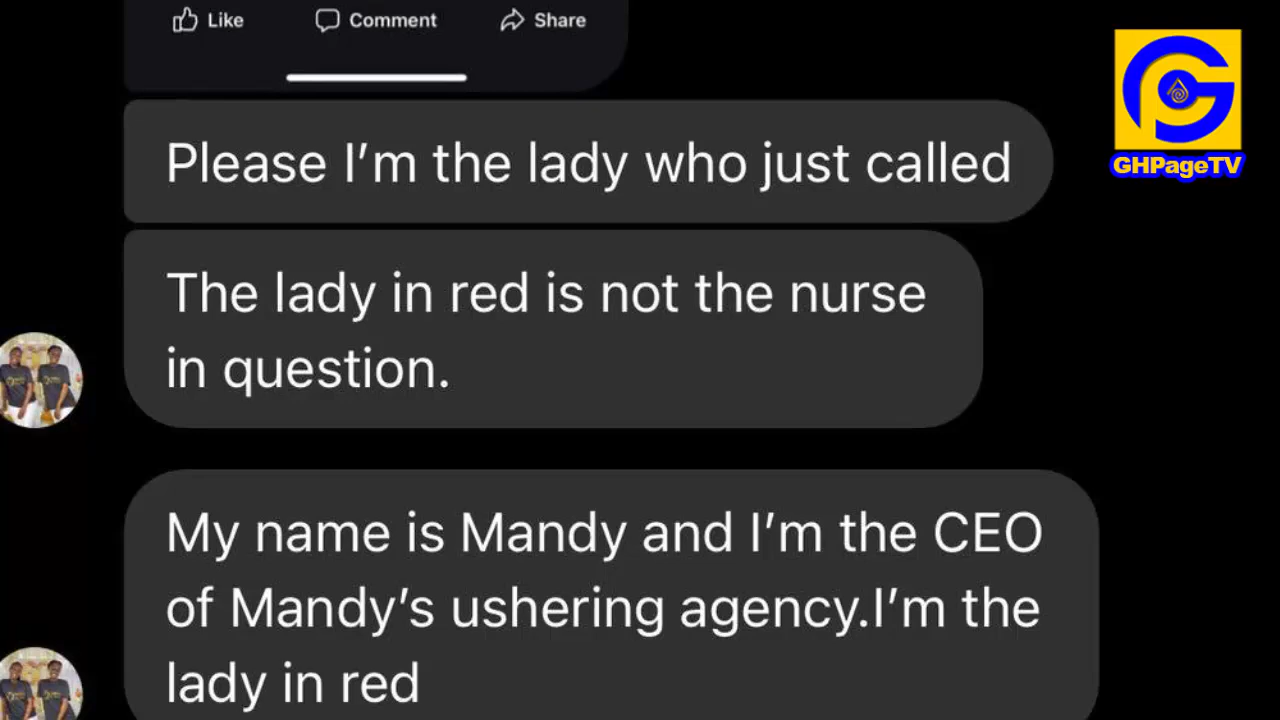 Like Comment Share
GHPageTV
Please I’m the lady who just called
The lady in red is not the nurse
in question.
My name is Mandy and I’m the CEO
of Mandy’s ushering agency.I’m the
lady in red